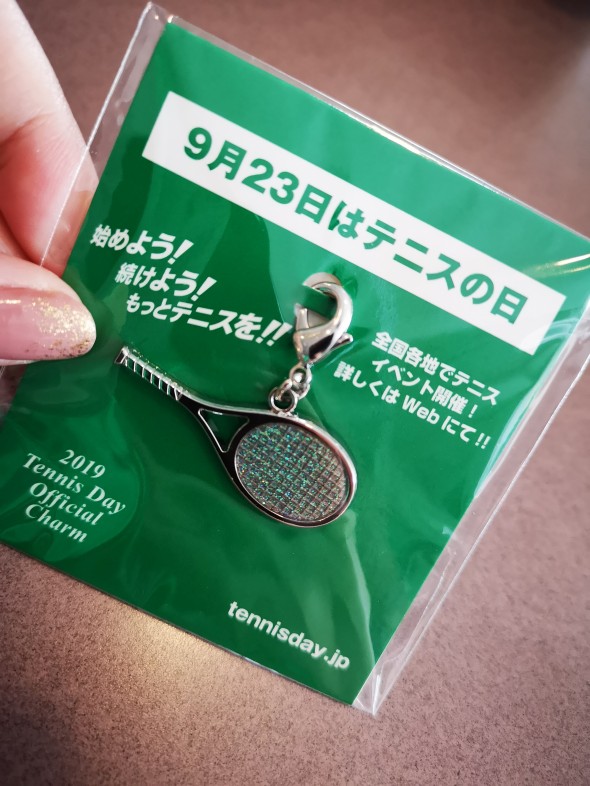 9月23日はテニスの日
始めよう!
続けよう!
もっとテニスを!!
全国各地でテニス
イベント開催!
詳しくはWebにて!!
2019
Tennis Day
Official
Charm
tennisday.jp